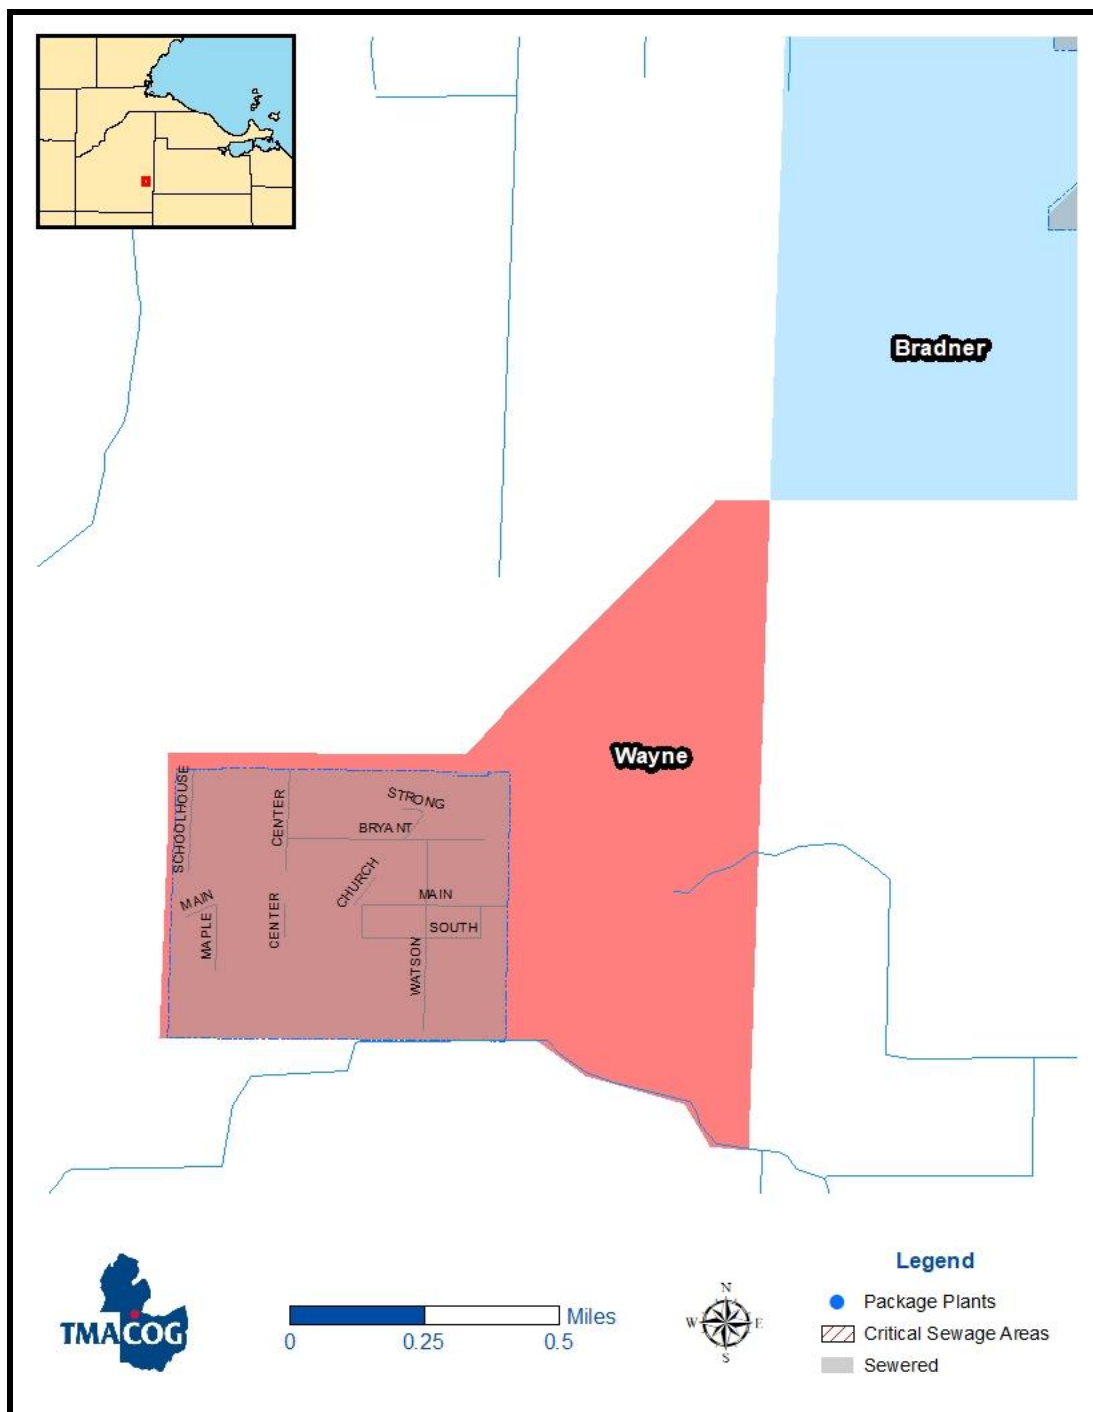 Bradner
Wayne
SCHOOLHOUSE
CENTER
STRONG
BRYANT
CHURCH
MAIN
MAIN
MAPLE
CENTER
SOUTH
WATSON
TMACOG
0 0.25 0.5 Miles
N
W E
S
Legend
Package Plants
Critical Sewage Areas
Sewered